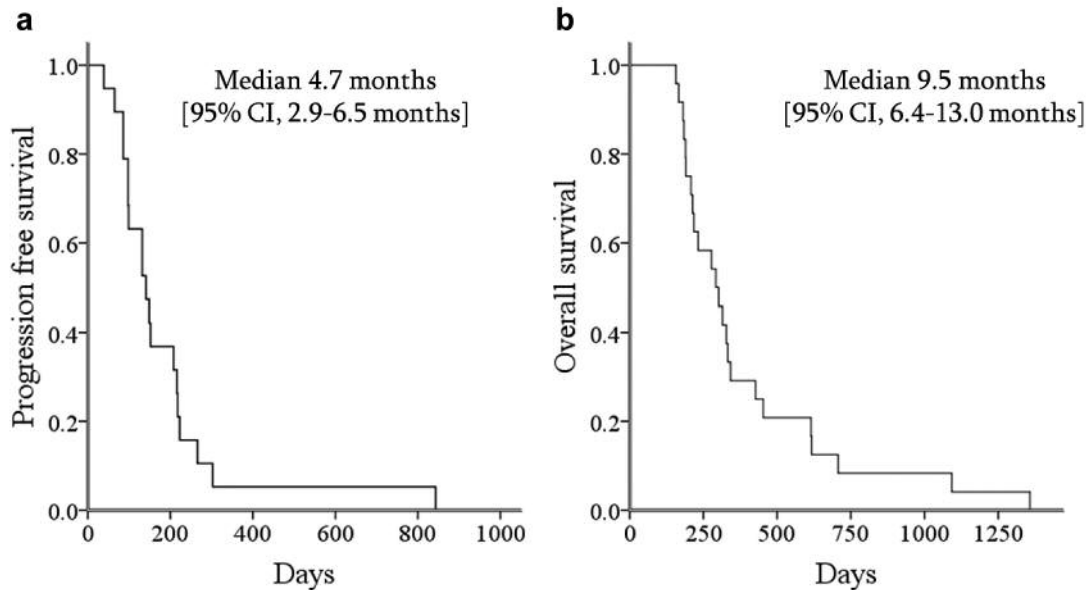 a
Median 4.7 months
[95% CI, 2.9-6.5 months]
Progression free survival
1.0
0.8
0.6
0.4
0.2
0.0
0 200 400 600 800 1000
Days
b
Median 9.5 months
[95% CI, 6.4-13.0 months]
Overall survival
1.0
0.8
0.6
0.4
0.2
0.0
0 250 500 750 1000 1250
Days